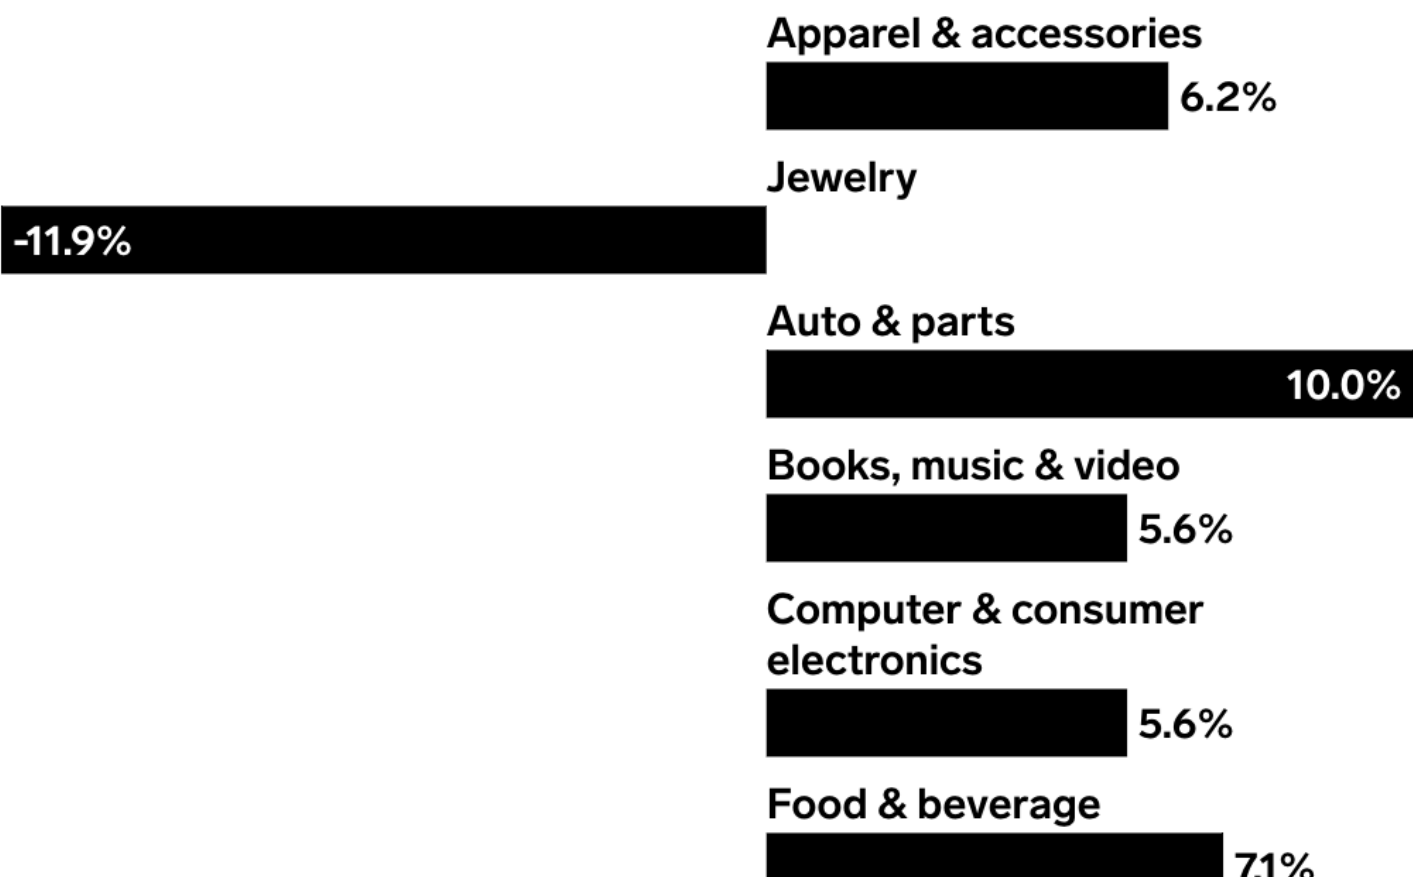 Apparel & accessories
6.2%
Jewelry
-11.9%
Auto & parts
10.0%
Books, music & video
5.6%
Computer & consumer
electronics
5.6%
Food & beverage
7.1%